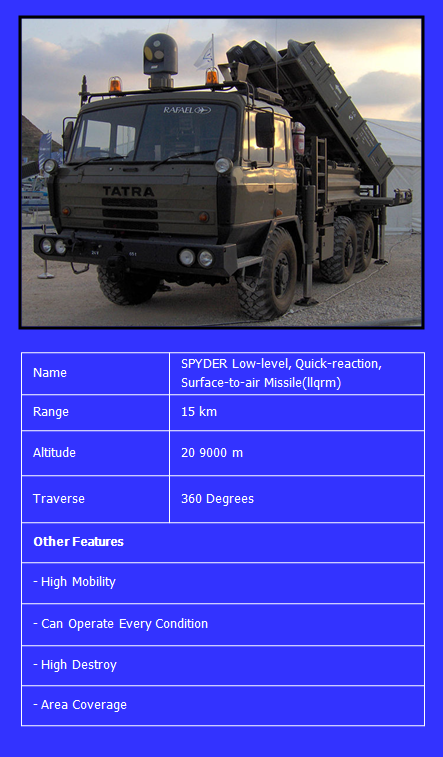 RAFAEL
TATRA
Name
SPYDER Low-level, Quick-reaction,
Surface-to-air Missile(llqrm)
Range
15 km
Altitude
20 9000 m
Traverse
360 Degrees
Other Features
- High Mobility
- Can Operate Every Condition
- High Destroy
- Area Coverage